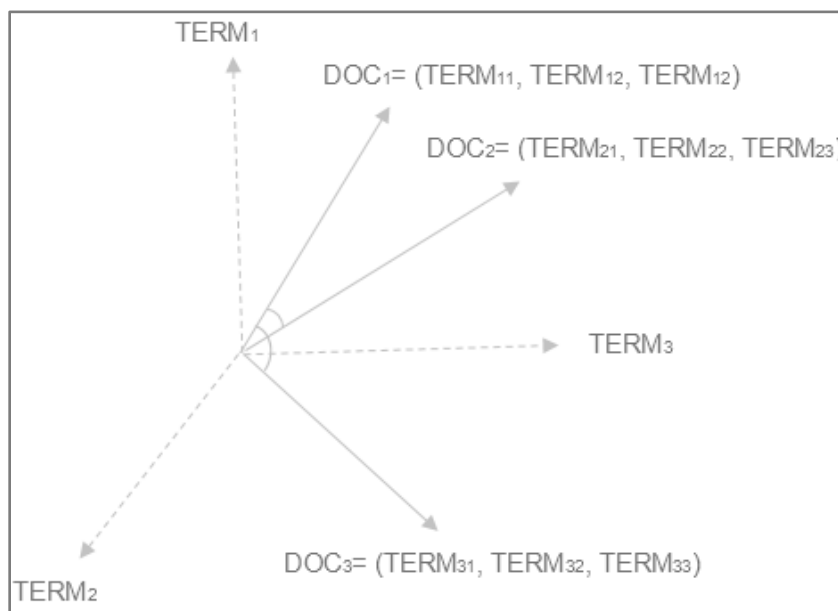 TERM₁
DOC₁= (TERM₁₁, TERM₁₂, TERM₁₂)
DOC₂= (TERM₂₁, TERM₂₂, TERM₂₃)
TERM₃
DOC₃= (TERM₃₁, TERM₃₂, TERM₃₃)
TERM₂